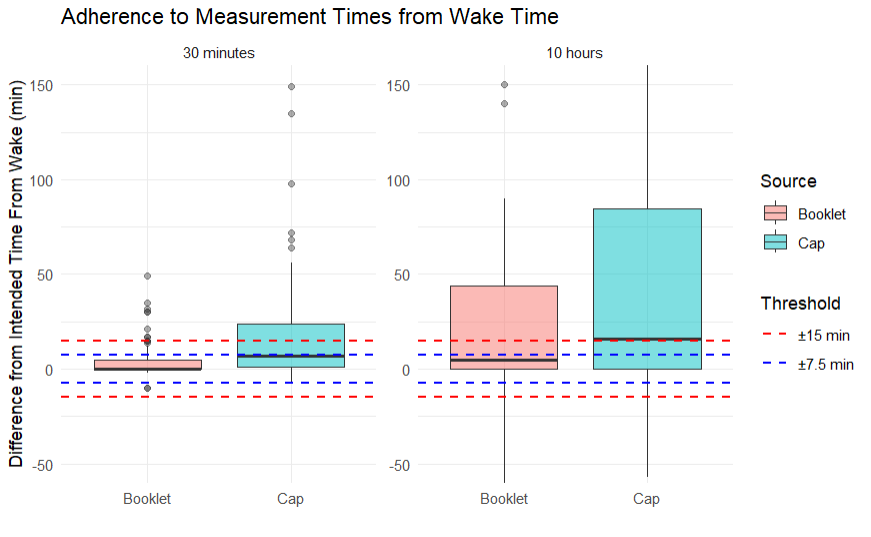 Adherence to Measurement Times from Wake Time
30 minutes
10 hours
Difference from Intended Time From Wake (min)
150
100
50
0
-50
150
100
50
0
-50
Booklet
Cap
Booklet
Cap
Source
Booklet
Cap
Threshold
±15 min
±7.5 min